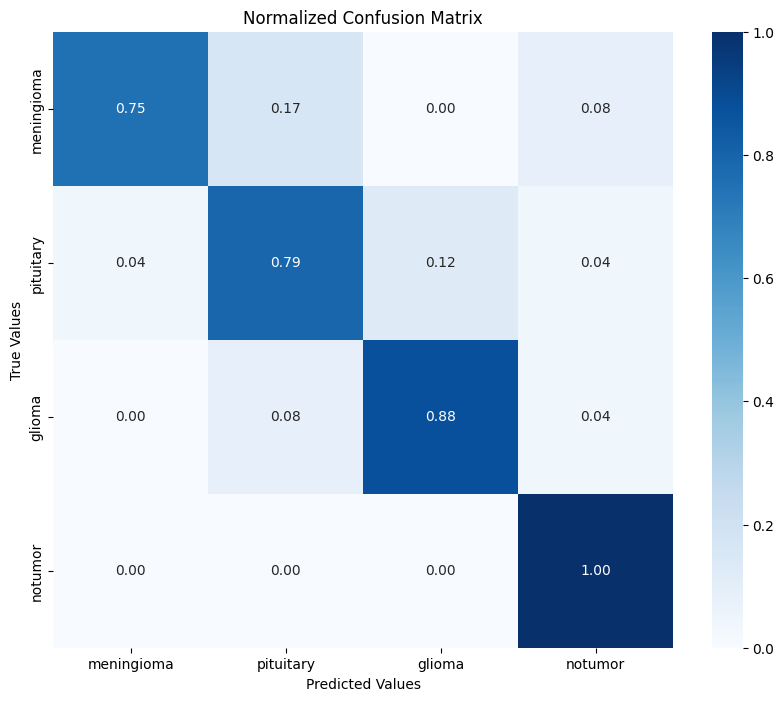 Normalized Confusion Matrix
True Values
meningioma
0.75 0.17 0.00 0.08
pituitary
0.04 0.79 0.12 0.04
glioma
0.00 0.08 0.88 0.04
notumor
0.00 0.00 0.00 1.00
meningioma pituitary glioma notumor
Predicted Values
1.0
0.8
0.6
0.4
0.2
0.0